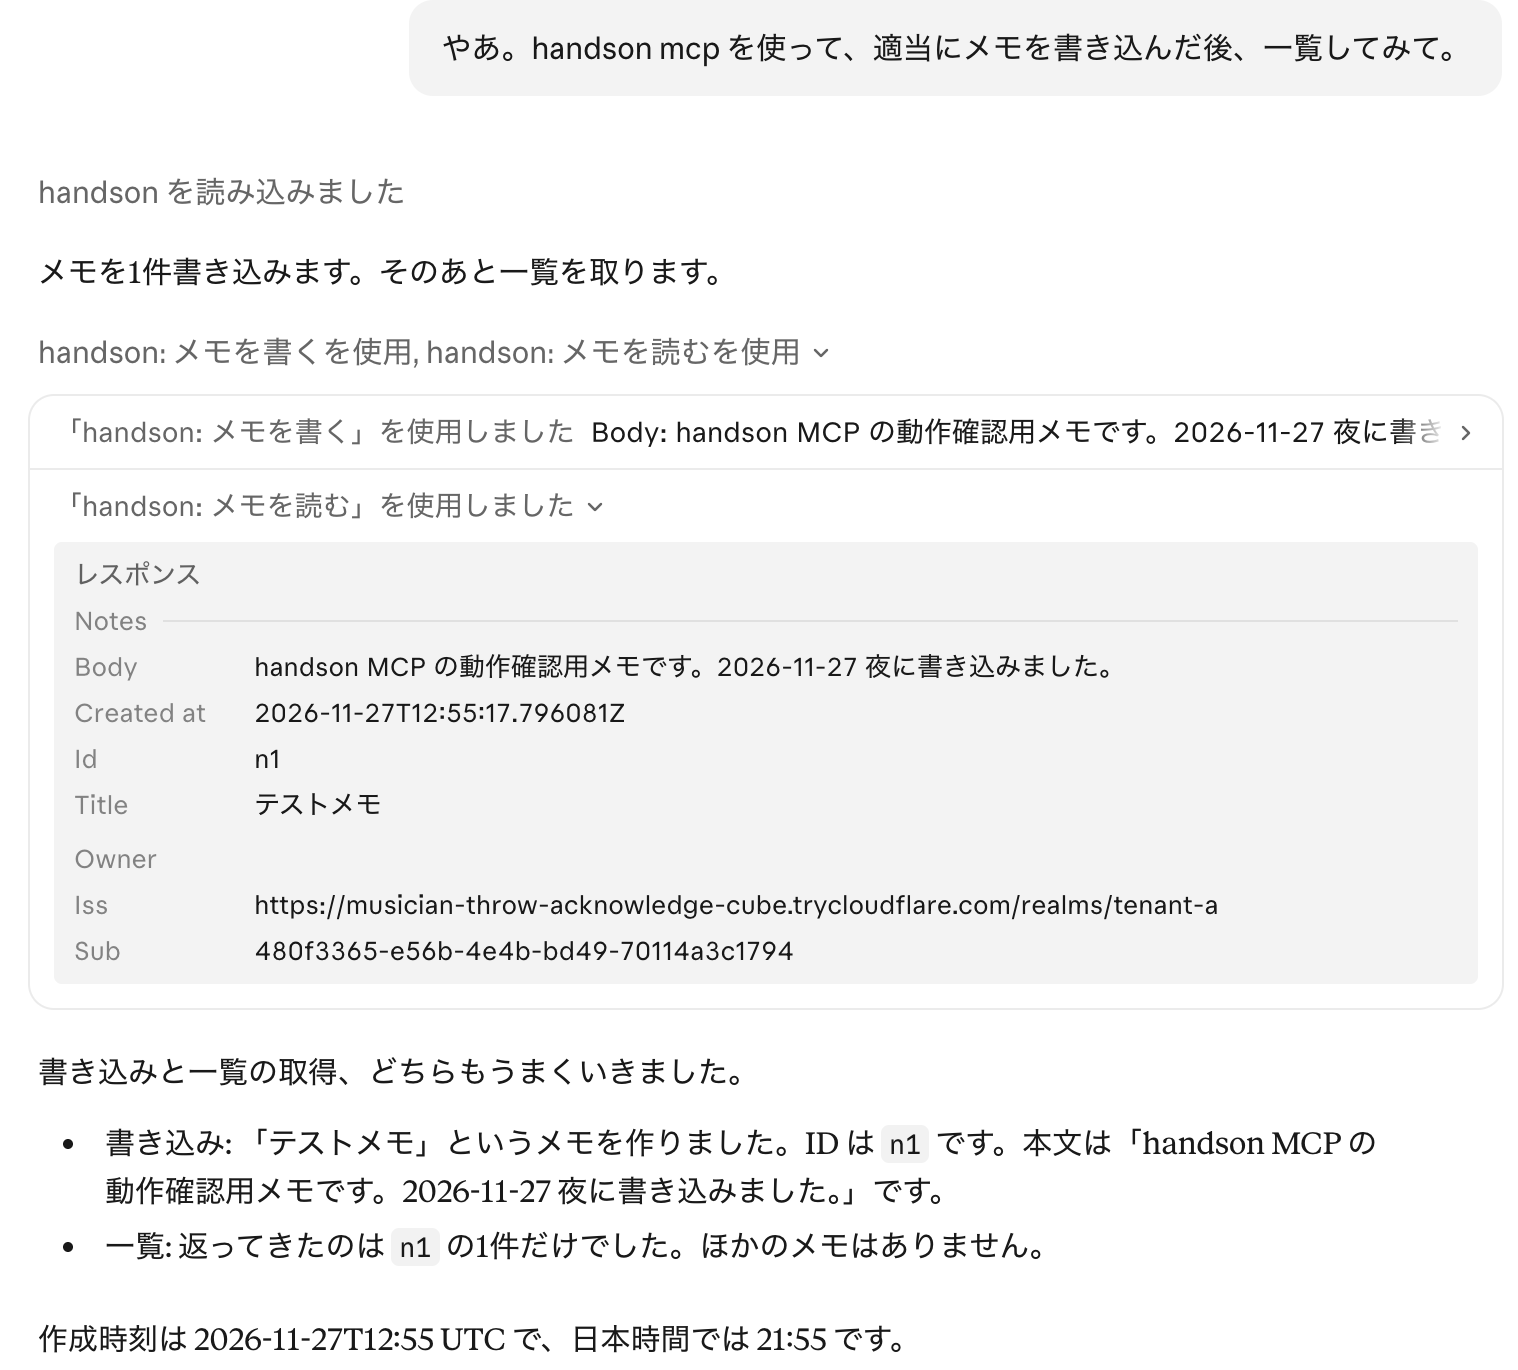 やあ。handson mcp を使って、適当にメモを書き込んだ後、一覧してみて。
handson を読み込みました
メモを1件書き込みます。そのあと一覧を取ります。
handson: メモを書くを使用, handson: メモを読むを使用
「handson: メモを書く」を使用しました Body: handson MCP の動作確認用メモです。2026-11-27 夜に書き
「handson: メモを読む」を使用しました
レスポンス
Notes
Body handson MCP の動作確認用メモです。2026-11-27 夜に書き込みました。
Created at 2026-11-27T12:55:17.796081Z
Id n1
Title テストメモ
Owner
Iss https://musician-throw-acknowledge-cube.trycloudflare.com/realms/tenant-a
Sub 480f3365-e56b-4e4b-bd49-70114a3c1794
書き込みと一覧の取得、どちらもうまくいきました。
• 書き込み: 「テストメモ」というメモを作りました。ID は n1 です。本文は「handson MCP の
動作確認用メモです。2026-11-27 夜に書き込みました。」です。
• 一覧: 返ってきたのは n1 の1件だけでした。ほかのメモはありません。
作成時刻は 2026-11-27T12:55 UTC で、日本時間では 21:55 です。